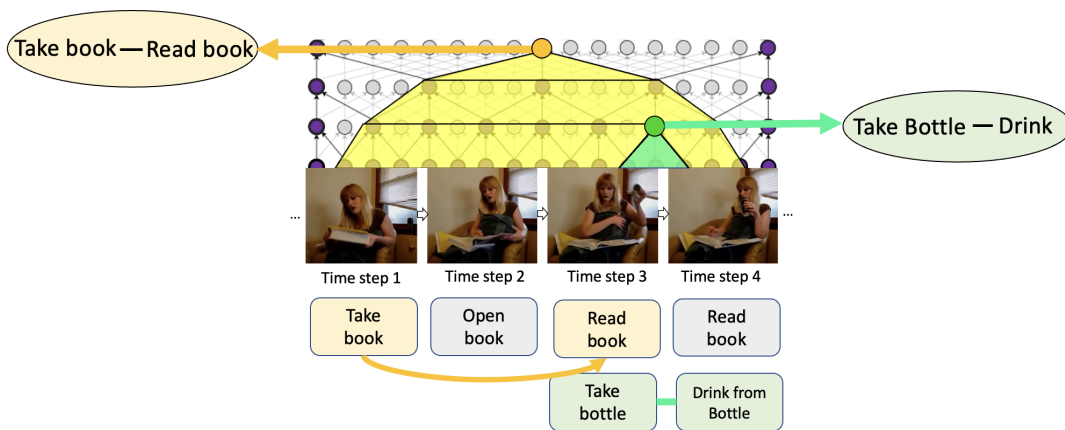 Take book — Read book
Take Bottle — Drink
...
...
Time step 1
Time step 2
Time step 3
Time step 4
Take
book
Open
book
Read
book
Read
book
Take
bottle
Drink from
Bottle